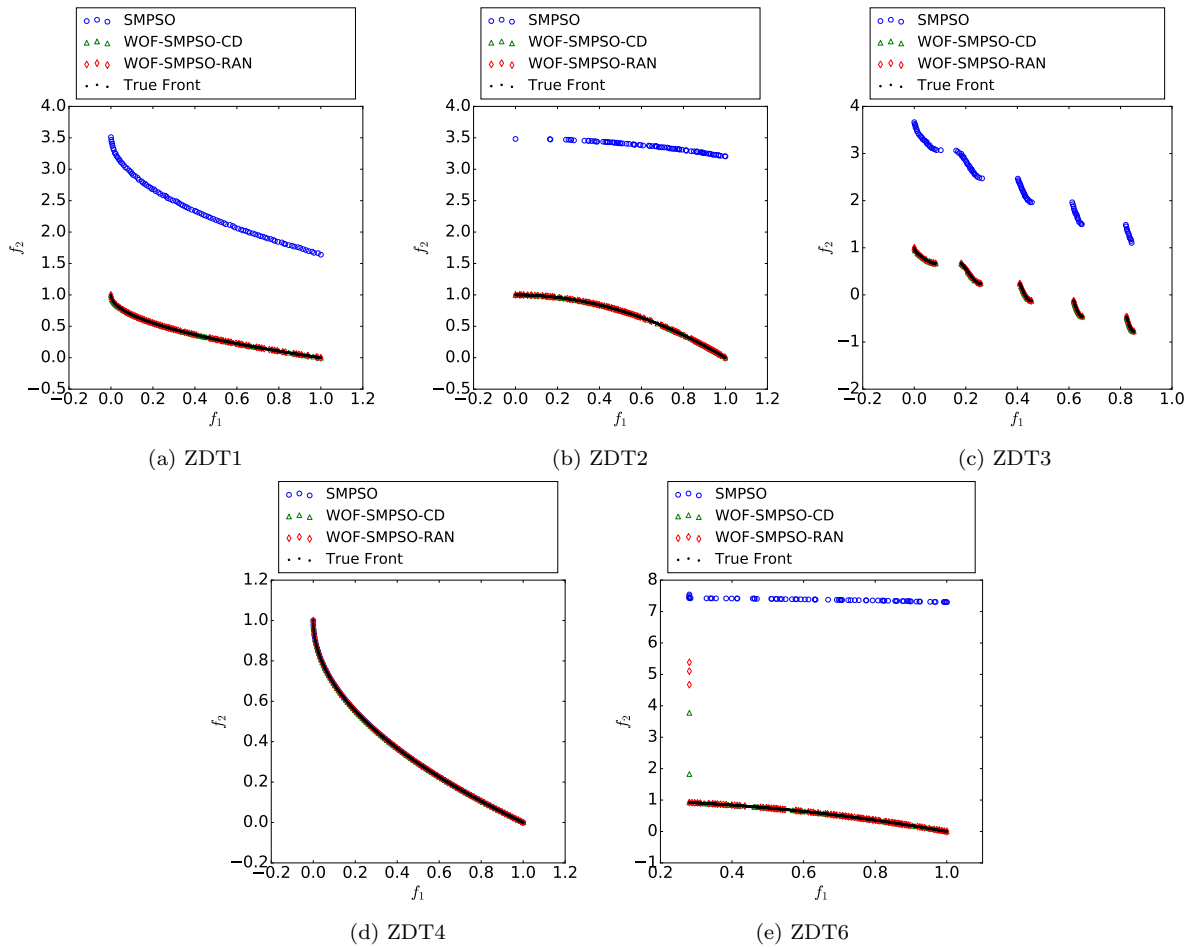 SMPSO
WOF-SMPSO-CD
WOF-SMPSO-RAN
True Front
4.0
3.5
3.0
2.5
2.0
1.5
1.0
0.5
0.0
−0.5
f2
−0.2 0.0 0.2 0.4 0.6 0.8 1.0 1.2
f1
(a) ZDT1
SMPSO
WOF-SMPSO-CD
WOF-SMPSO-RAN
True Front
4.0
3.5
3.0
2.5
2.0
1.5
1.0
0.5
0.0
−0.5
f2
−0.2 0.0 0.2 0.4 0.6 0.8 1.0 1.2
f1
(b) ZDT2
SMPSO
WOF-SMPSO-CD
WOF-SMPSO-RAN
True Front
4
3
2
1
0
−1
−2
f2
−0.2 0.0 0.2 0.4 0.6 0.8 1.0
f1
(c) ZDT3
SMPSO
WOF-SMPSO-CD
WOF-SMPSO-RAN
True Front
1.2
1.0
0.8
0.6
0.4
0.2
0.0
−0.2
f2
−0.2 0.0 0.2 0.4 0.6 0.8 1.0 1.2
f1
(d) ZDT4
SMPSO
WOF-SMPSO-CD
WOF-SMPSO-RAN
True Front
8
7
6
5
4
3
2
1
0
−1
f2
0.2 0.4 0.6 0.8 1.0
f1
(e) ZDT6